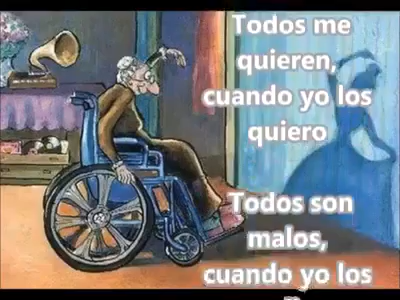 Todos me
quieren,
cuando yo los
quiero
Todos son
malos,
cuando yo los